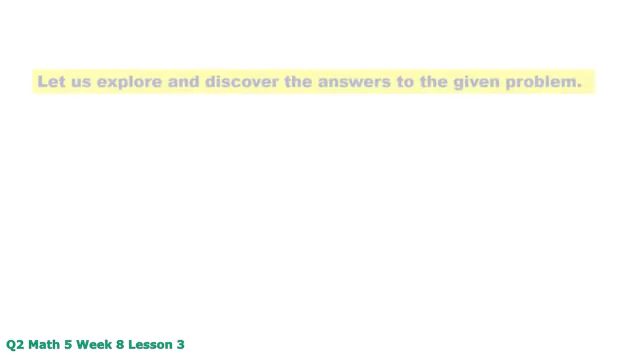 Let us explore and discover the answers to the given problem.
Q2 Math 5 Week 8 Lesson 3